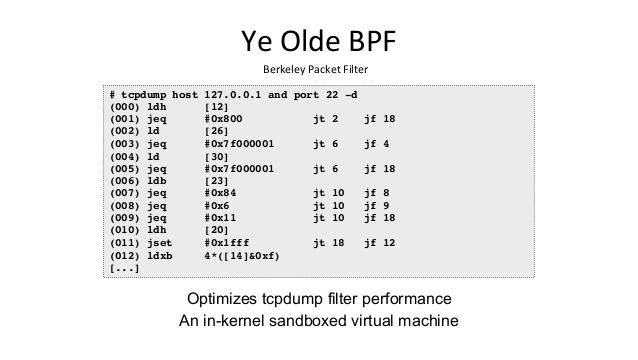 Ye Olde BPF
Berkeley Packet Filter
# tcpdump host 127.0.0.1 and port 22 –d
(000) ldh [12]
(001) jeq #0x800 jt 2 jf 18
(002) ld [26]
(003) jeq #0x7f000001 jt 6 jf 4
(004) ld [30]
(005) jeq #0x7f000001 jt 6 jf 18
(006) ldb [23]
(007) jeq #0x84 jt 10 jf 8
(008) jeq #0x6 jt 10 jf 9
(009) jeq #0x11 jt 10 jf 18
(010) ldh [20]
(011) jset #0x1fff jt 18 jf 12
(012) ldxb 4*([14]&0xf)
[...]
Optimizes tcpdump filter performance
An in-kernel sandboxed virtual machine